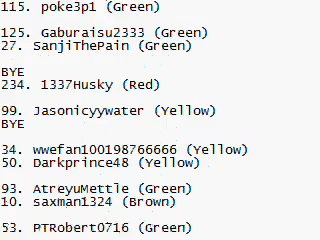 115. poke3p1 (Green)
125. Gaburaisu2333 (Green)
27. SanjiThePain (Green)
BYE
234. 1337Husky (Red)
99. Jasonicyywater (Yellow)
BYE
34. wwefan100198766666 (Yellow)
50. Darkprince48 (Yellow)
93. AtreyuMettle (Green)
10. saxman1324 (Brown)
53. PTRobert0716 (Green)